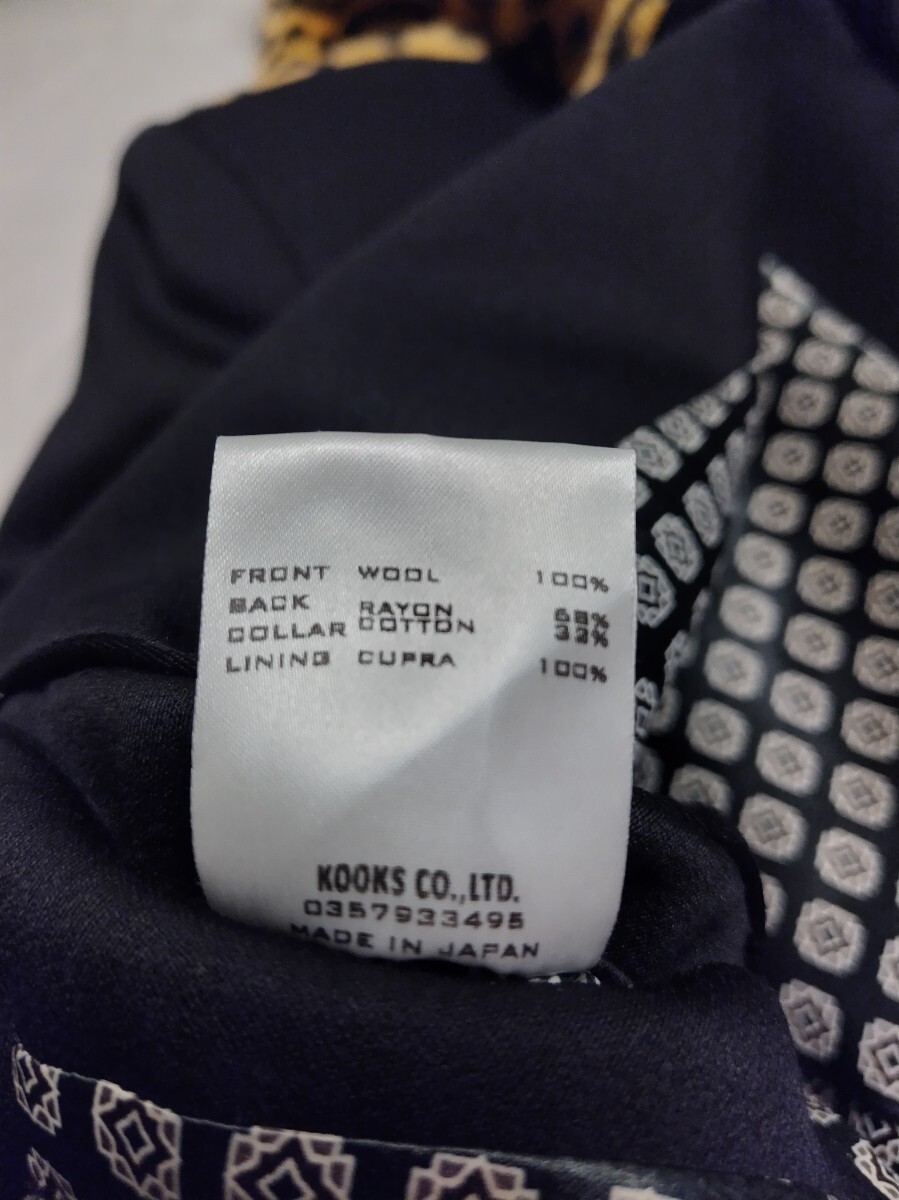 FRONT WOOL 100%
BACK RAYON 68%
COLLAR COTTON 32%
LINING CUPRA 100%
KOOKS CO.,LTD.
0357933495
MADE IN JAPAN